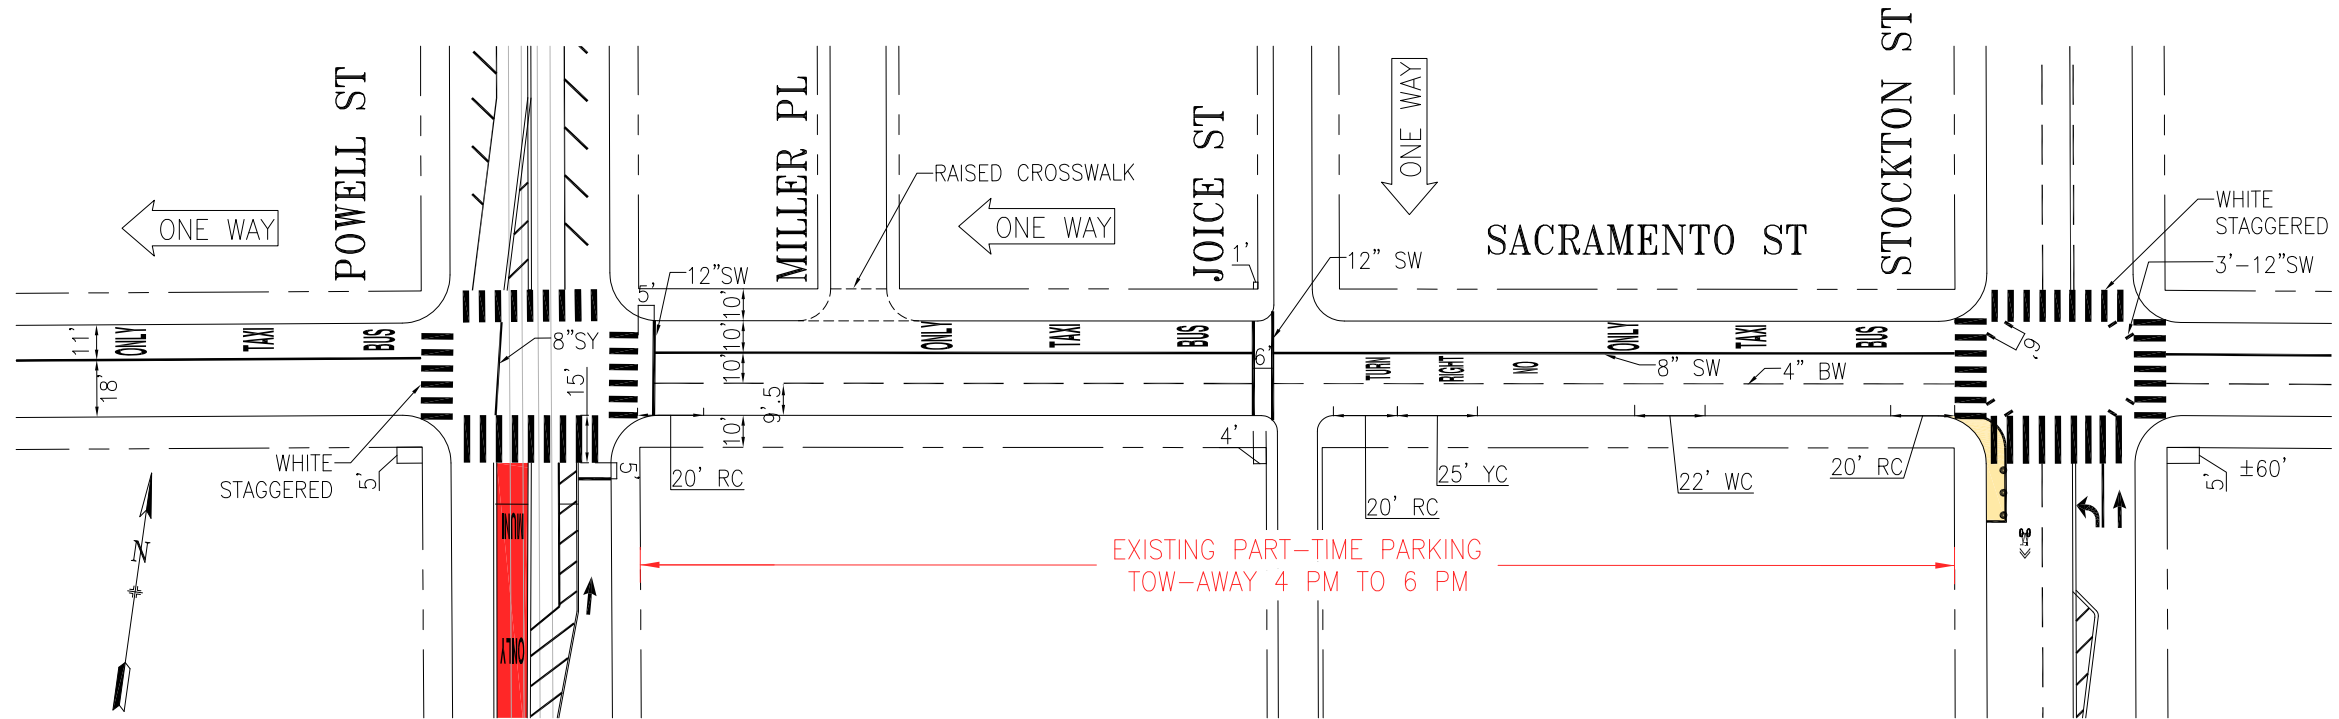 POWELL ST
MILLER PL
JOICE ST
STOCKTON ST
SACRAMENTO ST
ONE WAY
ONE WAY
ONE WAY
RAISED CROSSWALK
WHITE
STAGGERED
3'-12"SW
12"SW
12" SW
1'
5'
10'
10'
10'
9'.5
10'
11'
18'
ONLY
TAXI
BUS
8"SY
15'
ONLY
TAXI
BUS
6'
ONLY
TAXI
BUS
TURN
RIGHT
NO
8" SW
4" BW
6'
WHITE
STAGGERED
5'
5'
20' RC
4'
20' RC
25' YC
22' WC
20' RC
5'
±60'
N
MUNI
ONLY
EXISTING PART-TIME PARKING
TOW-AWAY 4 PM TO 6 PM